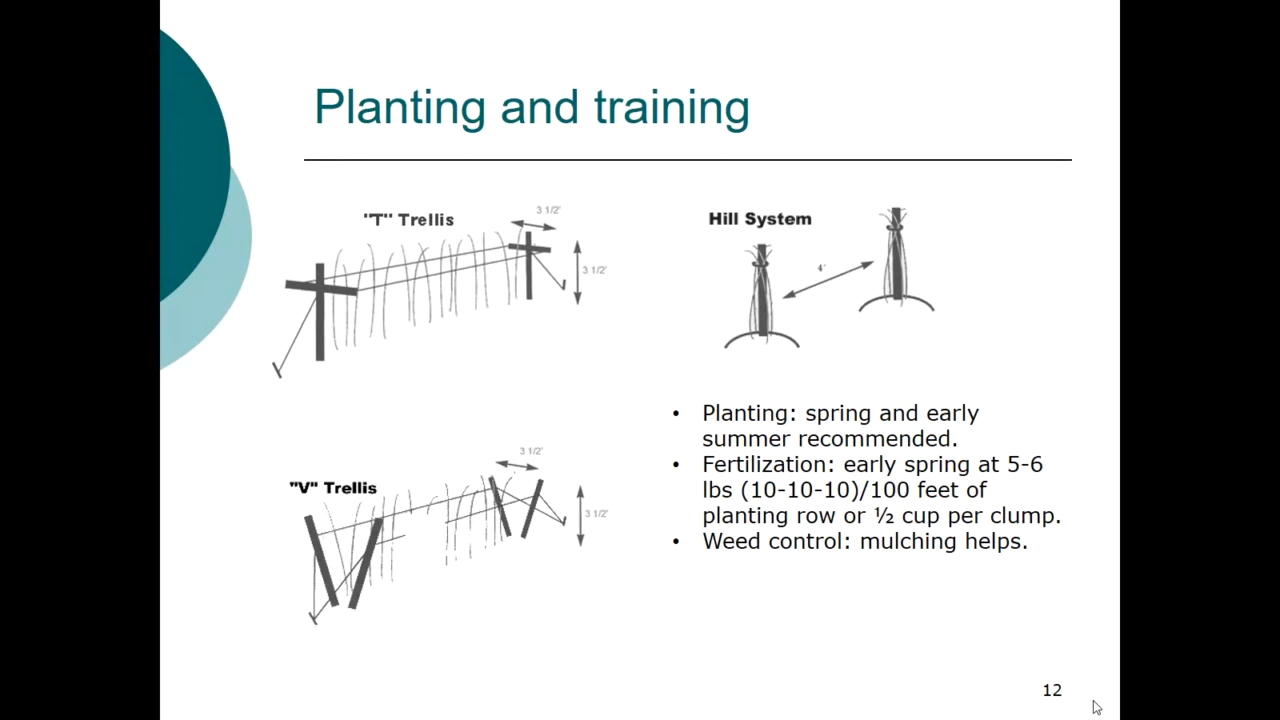 Planting and training
"T" Trellis
3 1/2'
3 1/2'
Hill System
4'
"V" Trellis
3 1/2'
3 1/2'
• Planting: spring and early
summer recommended.
• Fertilization: early spring at 5-6
lbs (10-10-10)/100 feet of
planting row or ½ cup per clump.
• Weed control: mulching helps.
12